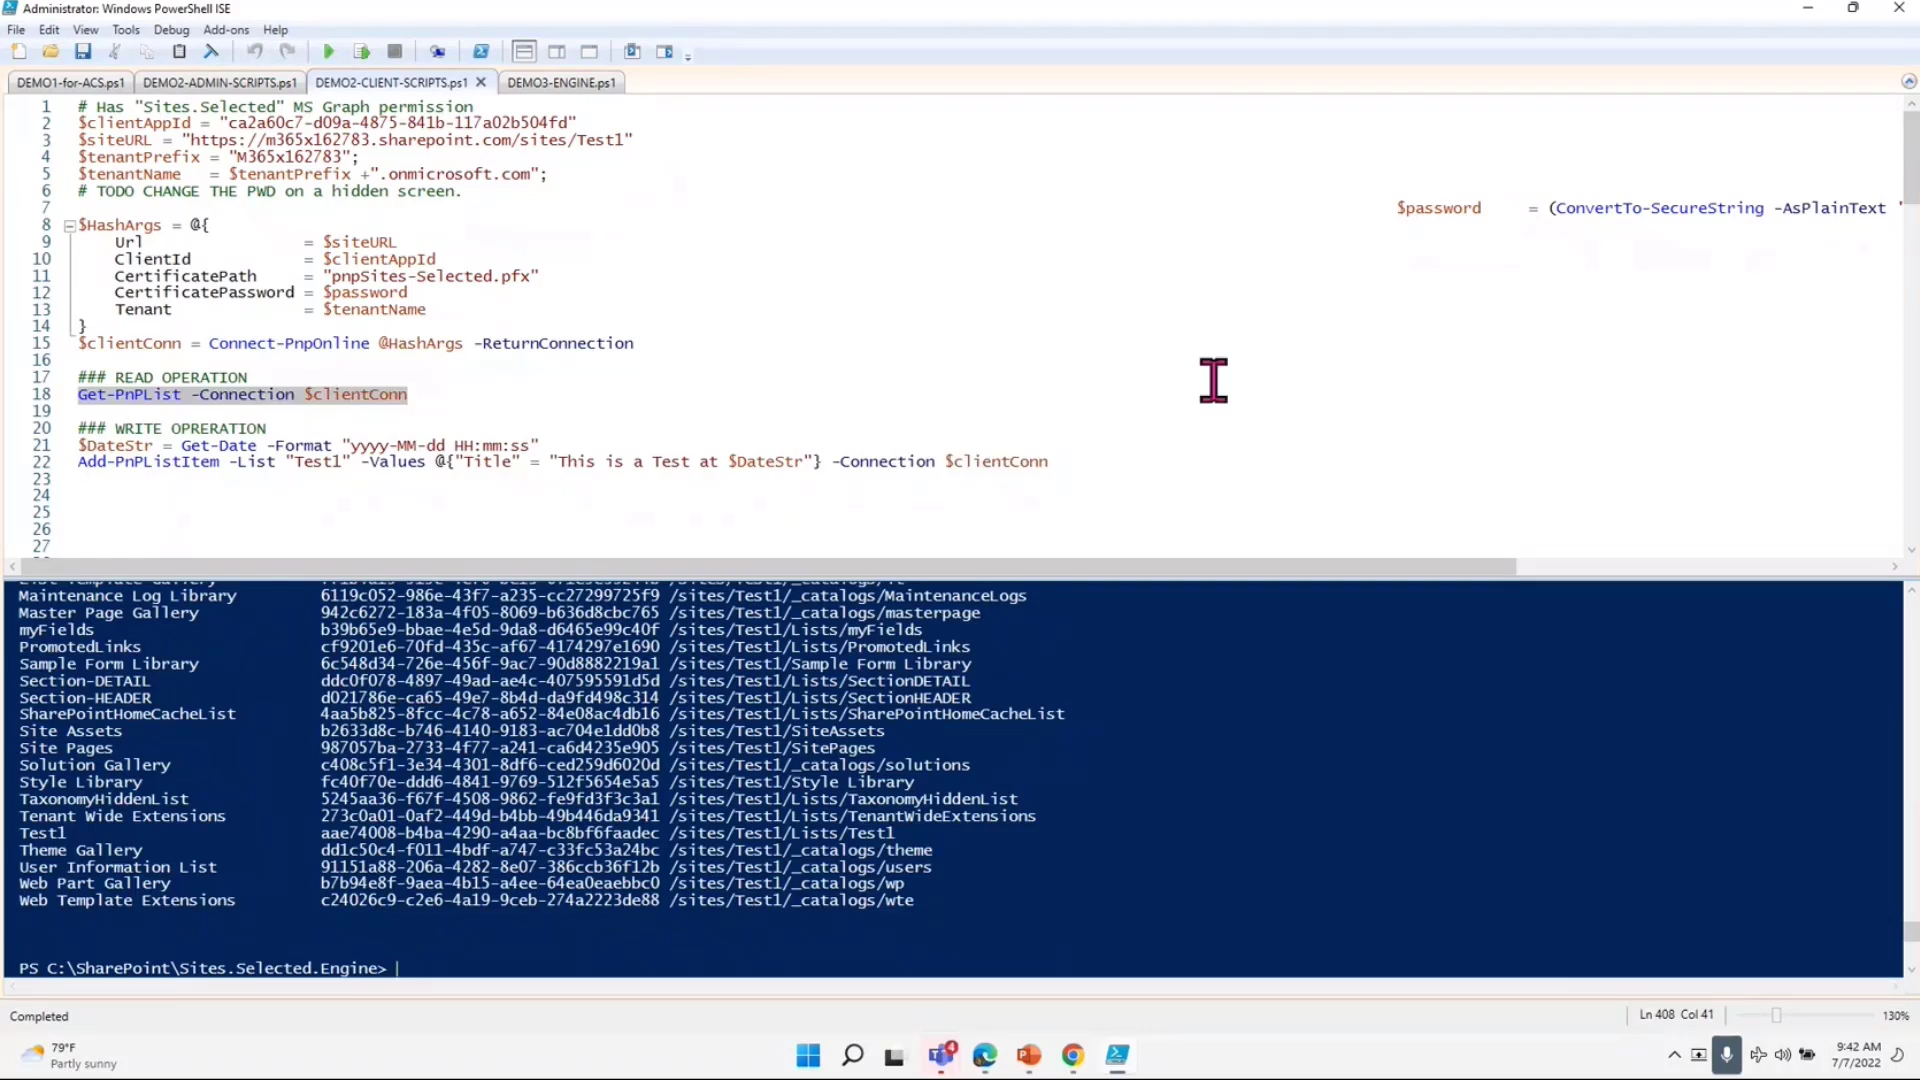 Administrator: Windows PowerShell ISE
File Edit View Tools Debug Add-ons Help
DEMO1-for-ACS.ps1 DEMO2-ADMIN-SCRIPTS.ps1 DEMO2-CLIENT-SCRIPTS.ps1 DEMO3-ENGINE.ps1
1 # Has "Sites.Selected" MS Graph permission
2 $clientAppId = "ca2a60c7-d09a-4875-841b-117a02b504fd"
3 $siteURL = "https://m365x162783.sharepoint.com/sites/Test1"
4 $tenantPrefix = "M365x162783";
5 $tenantName = $tenantPrefix +".onmicrosoft.com";
6 # TODO CHANGE THE PWD on a hidden screen.
7 $password = (ConvertTo-SecureString -AsPlainText '
8 $HashArgs = @{
9 Url = $siteURL
10 ClientId = $clientAppId
11 CertificatePath = "pnpSites-Selected.pfx"
12 CertificatePassword = $password
13 Tenant = $tenantName
14 }
15 $clientConn = Connect-PnpOnline @HashArgs -ReturnConnection
16
17 ### READ OPERATION
18 Get-PnPList -Connection $clientConn
19
20 ### WRITE OPRERATION
21 $DateStr = Get-Date -Format "yyyy-MM-dd HH:mm:ss"
22 Add-PnPListItem -List "Test1" -Values @{"Title" = "This is a Test at $DateStr"} -Connection $clientConn
23
24
25
26
27
Maintenance Log Library 6119c052-986e-43f7-a235-cc27299725f9 /sites/Test1/_catalogs/MaintenanceLogs
Master Page Gallery 942c6272-183a-4f05-8069-b636d8cbc765 /sites/Test1/_catalogs/masterpage
myFields b39b65e9-bbae-4e5d-9da8-d6465e99c40f /sites/Test1/Lists/myFields
PromotedLinks cf9201e6-70fd-435c-af67-4174297e1690 /sites/Test1/Lists/PromotedLinks
Sample Form Library 6c548d34-726e-456f-9ac7-90d8882219a1 /sites/Test1/Sample Form Library
Section-DETAIL ddc0f078-4897-49ad-ae4c-407595591d5d /sites/Test1/Lists/SectionDETAIL
Section-HEADER d021786e-ca65-49e7-8b4d-da9fd498c314 /sites/Test1/Lists/SectionHEADER
SharePointHomeCacheList 4aa5b825-8fcc-4c78-a652-84e08ac4db16 /sites/Test1/Lists/SharePointHomeCacheList
Site Assets b2633d8c-b746-4140-9183-ac704e1dd0b8 /sites/Test1/SiteAssets
Site Pages 987057ba-2733-4f77-a241-ca6d4235e905 /sites/Test1/SitePages
Solution Gallery c408c5f1-3e34-4301-8df6-ced259d6020d /sites/Test1/_catalogs/solutions
Style Library fc40f70e-ddd6-4841-9769-512f5654e5a5 /sites/Test1/Style Library
TaxonomyHiddenList 5245aa36-f67f-4508-9862-fe9fd3f3c3a1 /sites/Test1/Lists/TaxonomyHiddenList
Tenant Wide Extensions 273c0a01-0af2-449d-b4bb-49b446da9341 /sites/Test1/Lists/TenantWideExtensions
Test1 aae74008-b4ba-4290-a4aa-bc8bf6faadec /sites/Test1/Lists/Test1
Theme Gallery dd1c50c4-f011-4bdf-a747-c33fc53a24bc /sites/Test1/_catalogs/theme
User Information List 91151a88-206a-4282-8e07-386ccb36f12b /sites/Test1/_catalogs/users
Web Part Gallery b7b94e8f-9aea-4b15-a4ee-64ea0eaebbc0 /sites/Test1/_catalogs/wp
Web Template Extensions c24026c9-c2e6-4a19-9ceb-274a2223de88 /sites/Test1/_catalogs/wte
PS C:\SharePoint\Sites.Selected.Engine>
Completed Ln 408 Col 41 130%
79°F
Partly sunny
4
9:42 AM
7/7/2022